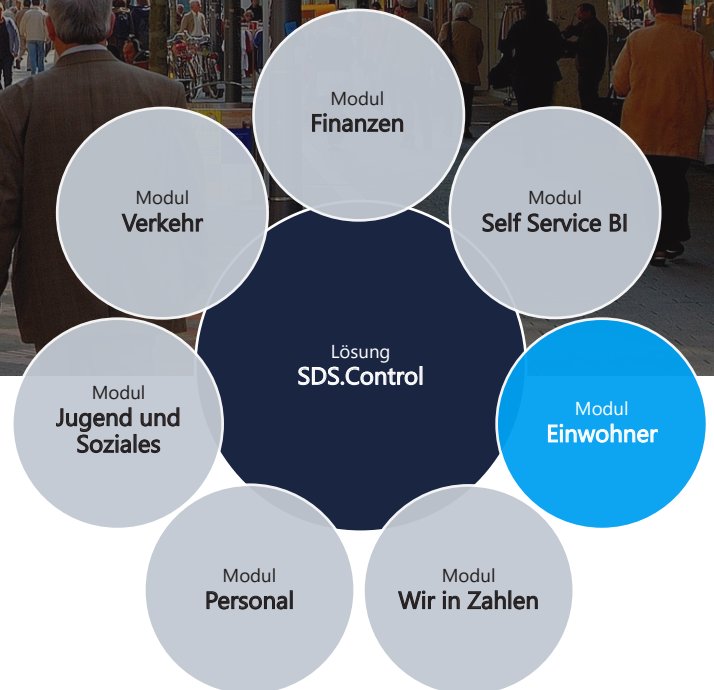 Modul
Finanzen
Modul
Verkehr
Modul
Self Service BI
Lösung
SDS.Control
Modul
Jugend und
Soziales
Modul
Einwohner
Modul
Personal
Modul
Wir in Zahlen